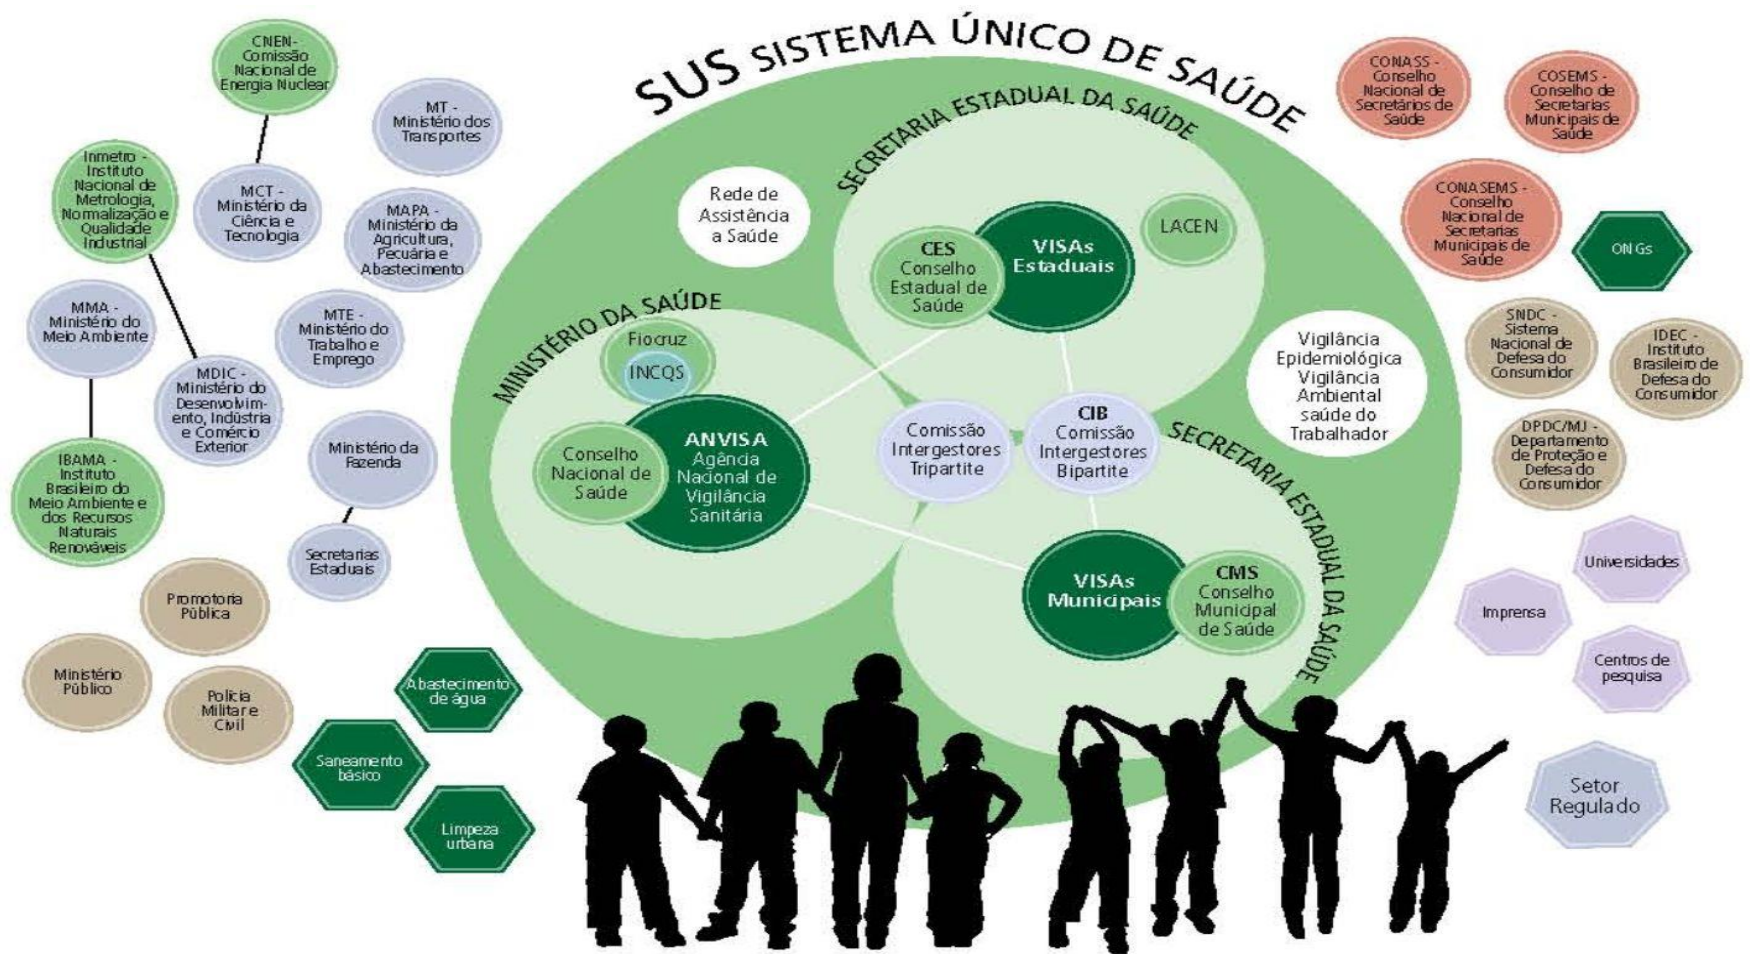 SUS SISTEMA ÚNICO DE SAÚDE
CNEN-
Comissão
Nacional de
Energia Nuclear
MT -
Ministério dos
Transportes
Inmetro -
Instituto
Nacional de
Metrologia,
Normalização e
Qualidade
Industrial
MCT -
Ministério da
Ciência e
Tecnologia
MAPA -
Ministério da
Agricultura,
Pecuária e
Abastecimento
MMA -
Ministério do
Meio Ambiente
MTE -
Ministério do
Trabalho e
Emprego
MDIC -
Ministério do
Desenvolvim-
ento, Indústria
e Comércio
Exterior
Ministério da
Fazenda
IBAMA -
Instituto
Brasileiro do
Meio Ambiente e
dos Recursos
Naturais
Renováveis
Secretarias
Estaduais
Promotoria
Pública
Ministério
Público
Polícia
Militar e
Civil
Abastecimento
de água
Saneamento
básico
Limpeza
urbana
SECRETARIA ESTADUAL DA SAÚDE
Rede de
Assistência
a Saúde
CES
Conselho
Estadual de
Saúde
VISAs
Estaduais
LACEN
MINISTÉRIO DA SAÚDE
Fiocruz
INCQS
Conselho
Nacional de
Saúde
ANVISA
Agência
Nacional de
Vigilância
Sanitária
Comissão
Intergestores
Tripartite
CIB
Comissão
Intergestores
Bipartite
Vigilância
Epidemiológica
Vigilância
Ambiental
saúde do
Trabalhador
SECRETARIA ESTADUAL DA SAÚDE
VISAs
Municipais
CMS
Conselho
Municipal
de Saúde
CONASS -
Conselho
Nacional de
Secretários de
Saúde
COSEMS -
Conselho de
Secretarias
Municipais de
Saúde
CONASEMS -
Conselho
Nacional de
Secretarias
Municipais de
Saúde
ONGs
SNDC -
Sistema
Nacional de
Defesa do
Consumidor
IDEC -
Instituto
Brasileiro de
Defesa do
Consumidor
DPDC/MJ -
Departamento
de Proteção e
Defesa do
Consumidor
Universidades
Imprensa
Centros de
pesquisa
Setor
Regulado